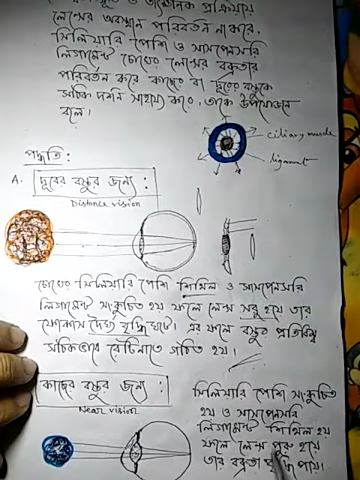 প্রক্রিয়ায়
লেন্সের অবস্থান পরিবর্তন না করে,
সিলিয়ারি পেশি ও সাসপেনসরি
লিগামেন্ট চোখের লেন্সের বক্রতার
পরিবর্তন করে কাছের বা দূরের বস্তুকে
সঠিক দর্শনে সাহায্য করে, তাকে উপযোজন
বলে।
ciliary muscle
ligament
পদ্ধতি:
A. দূরের বস্তুর জন্য:
Distance vision
চোখের সিলিয়ারি পেশি শিথিল ও সাসপেনসরি
লিগামেন্ট সংকুচিত হয় ফলে লেন্স সরু হয়ে তার
ফোকাস দৈর্ঘ্য বৃদ্ধি এর ফলে বস্তুর প্রতিবিম্ব
সঠিকভাবে রেটিনাতে গঠিত হয়।
কাছের বস্তুর জন্য:
Near vision
সিলিয়ারি পেশি সংকুচিত
হয় ও সাসপেনসরি
লিগামেন্ট শিথিল হয়
ফলে লেন্স পুরু হয়ে
তার বক্রতা পায়।